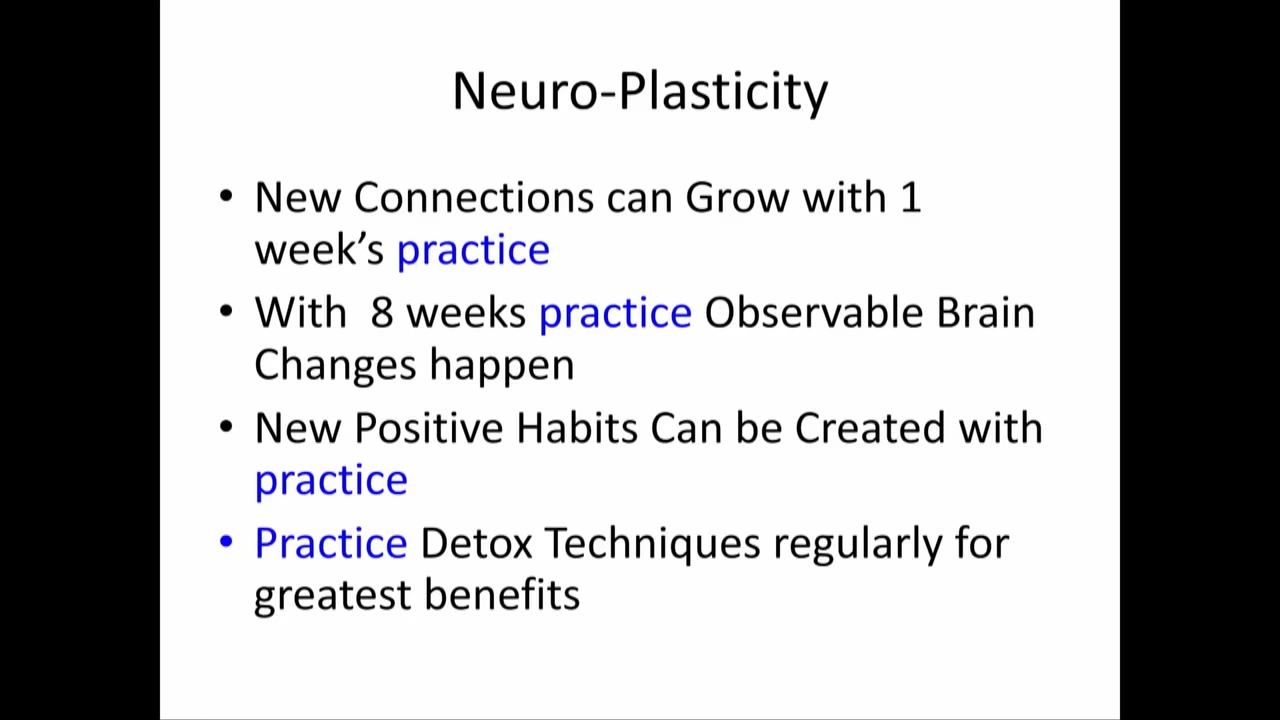 Neuro-Plasticity
• New Connections can Grow with 1
week’s practice
• With  8 weeks practice Observable Brain
Changes happen
• New Positive Habits Can be Created with
practice
• Practice Detox Techniques regularly for
greatest benefits